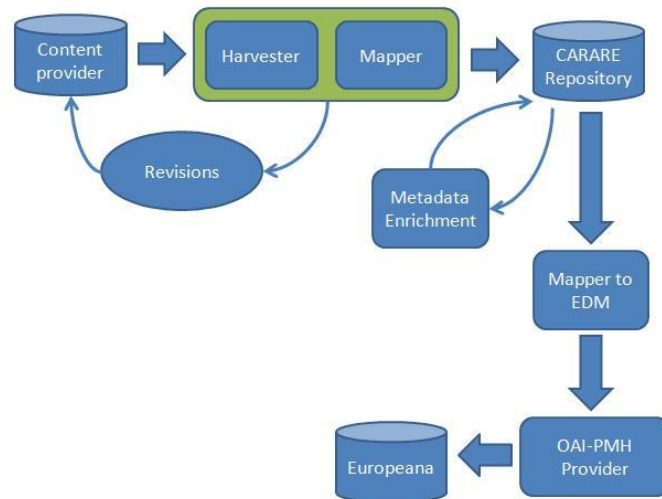 Content
provider
Harvester
Mapper
CARARE
Repository
Revisions
Metadata
Enrichment
Mapper to
EDM
OAI-PMH
Provider
Europeana